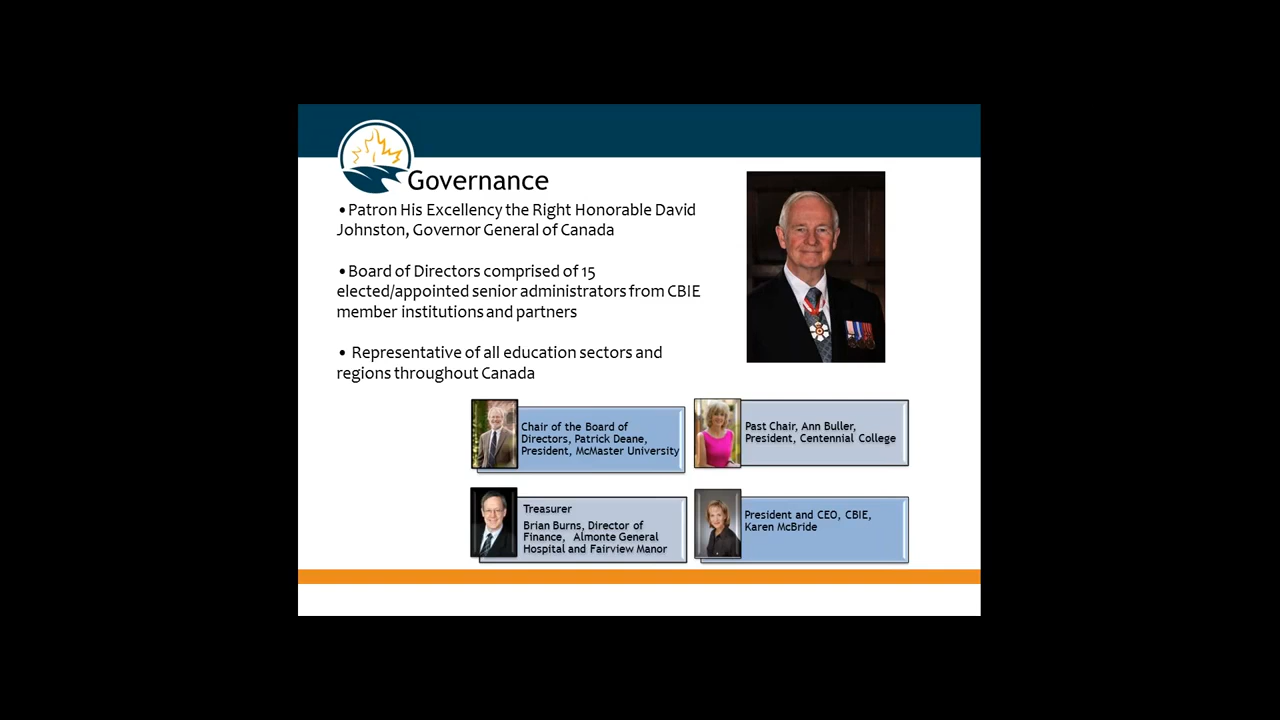 Governance
•Patron His Excellency the Right Honorable David
Johnston, Governor General of Canada
•Board of Directors comprised of 15
elected/appointed senior administrators from CBIE
member institutions and partners
• Representative of all education sectors and
regions throughout Canada
Chair of the Board of
Directors, Patrick Deane,
President, McMaster University
Past Chair, Ann Buller,
President, Centennial College
Treasurer
Brian Burns, Director of
Finance, Almonte General
Hospital and Fairview Manor
President and CEO, CBIE,
Karen McBride